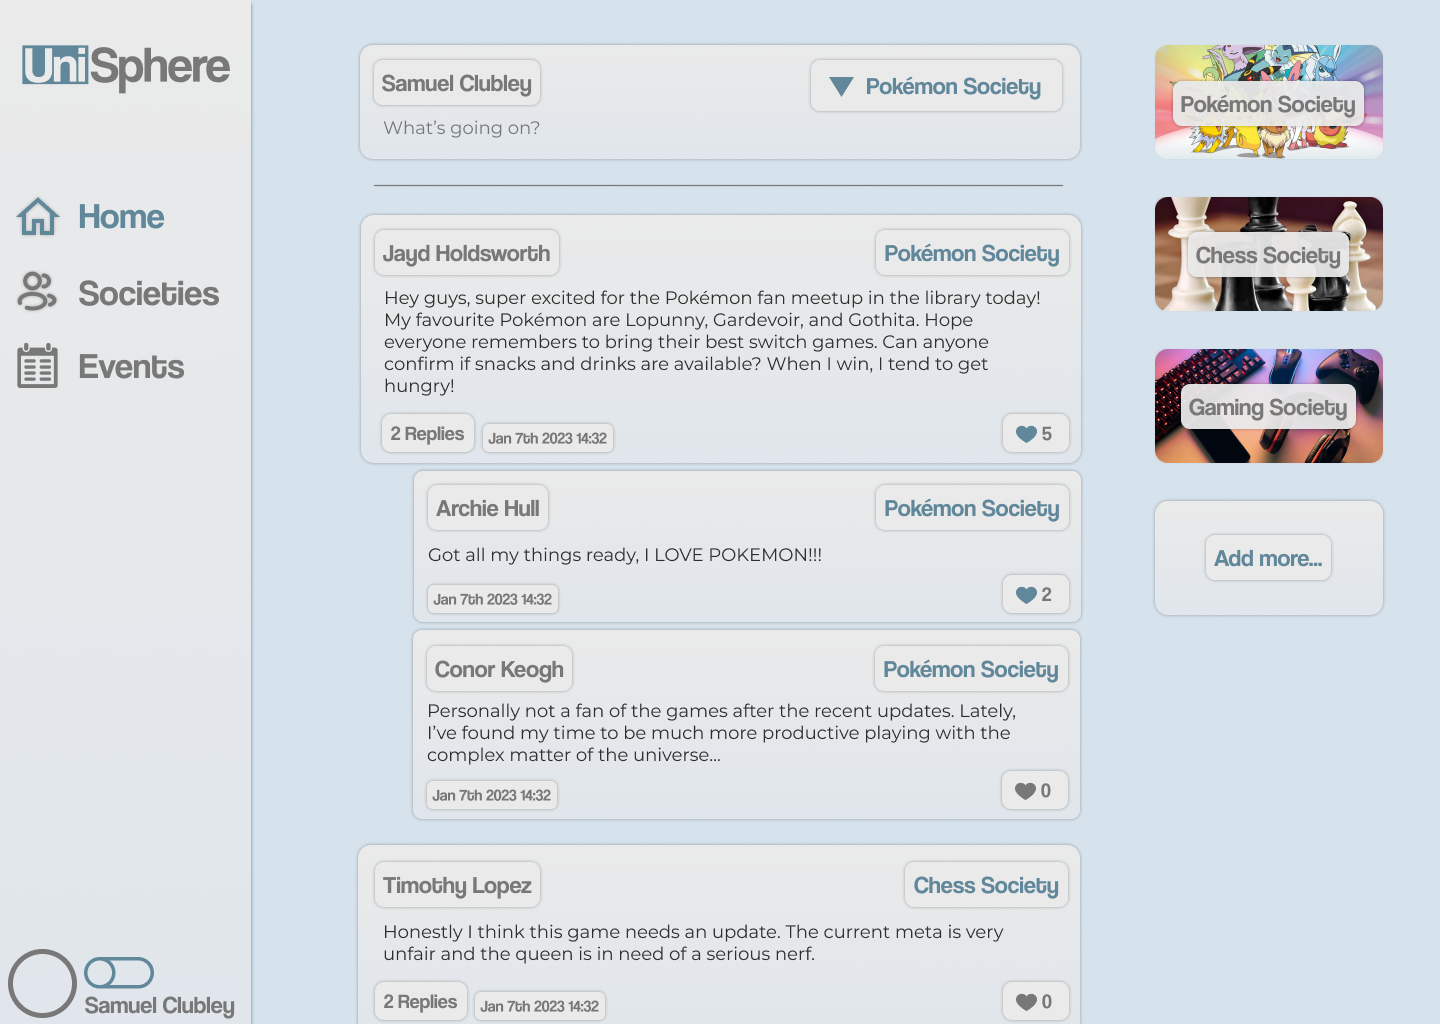 UniSphere
Home
Societies
Events
Samuel Clubley
Samuel Clubley
Pokémon Society
What's going on?
Jayd Holdsworth
Pokémon Society
Hey guys, super excited for the Pokémon fan meetup in the library today!
My favourite Pokémon are Lopunny, Gardevoir, and Gothita. Hope
everyone remembers to bring their best switch games. Can anyone
confirm if snacks and drinks are available? When I win, I tend to get
hungry!
2 Replies
Jan 7th 2023 14:32
5
Archie Hull
Pokémon Society
Got all my things ready, I LOVE POKEMON!!!
Jan 7th 2023 14:32
2
Conor Keogh
Pokémon Society
Personally not a fan of the games after the recent updates. Lately,
I've found my time to be much more productive playing with the
complex matter of the universe...
Jan 7th 2023 14:32
0
Timothy Lopez
Chess Society
Honestly I think this game needs an update. The current meta is very
unfair and the queen is in need of a serious nerf.
2 Replies
Jan 7th 2023 14:32
0
Pokémon Society
Chess Society
Gaming Society
Add more...